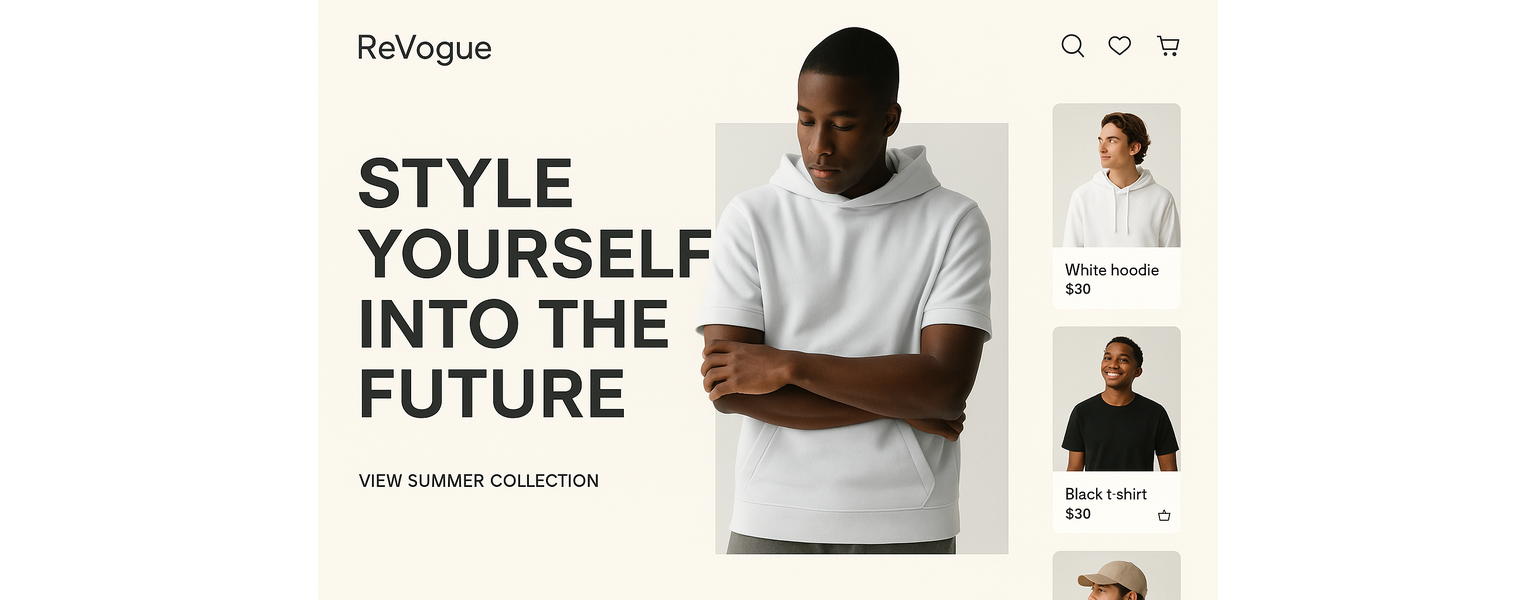 ReVogue
STYLE
YOURSELF
INTO THE
FUTURE
VIEW SUMMER COLLECTION
White hoodie
$30
Black t-shirt
$30